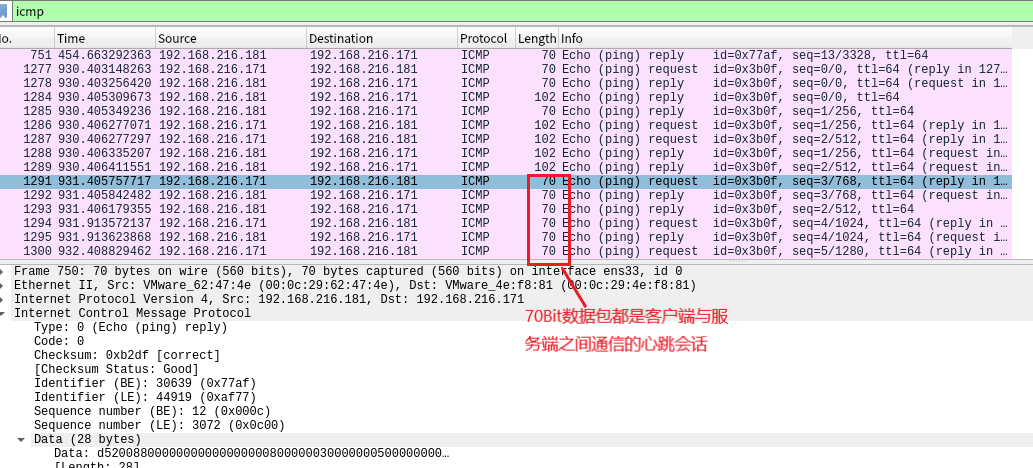 icmp
No. Time Source Destination Protocol Length Info
751 454.663292363 192.168.216.181 192.168.216.171 ICMP 70 Echo (ping) reply id=0x77af, seq=13/3328, ttl=64
1277 930.403148263 192.168.216.171 192.168.216.181 ICMP 70 Echo (ping) request id=0x3b0f, seq=0/0, ttl=64 (reply in 127…
1278 930.403256420 192.168.216.181 192.168.216.171 ICMP 70 Echo (ping) reply id=0x3b0f, seq=0/0, ttl=64 (request in 1…
1284 930.405309673 192.168.216.181 192.168.216.171 ICMP 102 Echo (ping) reply id=0x3b0f, seq=0/0, ttl=64
1285 930.405349236 192.168.216.181 192.168.216.171 ICMP 70 Echo (ping) reply id=0x3b0f, seq=1/256, ttl=64
1286 930.406277071 192.168.216.171 192.168.216.181 ICMP 102 Echo (ping) request id=0x3b0f, seq=1/256, ttl=64 (reply in 1…
1287 930.406277297 192.168.216.171 192.168.216.181 ICMP 102 Echo (ping) request id=0x3b0f, seq=2/512, ttl=64 (reply in 1…
1288 930.406335207 192.168.216.181 192.168.216.171 ICMP 102 Echo (ping) reply id=0x3b0f, seq=1/256, ttl=64 (request in…
1289 930.406411551 192.168.216.181 192.168.216.171 ICMP 102 Echo (ping) reply id=0x3b0f, seq=2/512, ttl=64 (request in…
1291 931.405757717 192.168.216.171 192.168.216.181 ICMP 70 Echo (ping) request id=0x3b0f, seq=3/768, ttl=64 (reply in 1…
1292 931.405842482 192.168.216.181 192.168.216.171 ICMP 70 Echo (ping) reply id=0x3b0f, seq=3/768, ttl=64 (request in…
1293 931.406179355 192.168.216.181 192.168.216.171 ICMP 70 Echo (ping) reply id=0x3b0f, seq=2/512, ttl=64
1294 931.913572137 192.168.216.171 192.168.216.181 ICMP 70 Echo (ping) request id=0x3b0f, seq=4/1024, ttl=64 (reply in …
1295 931.913623868 192.168.216.181 192.168.216.171 ICMP 70 Echo (ping) reply id=0x3b0f, seq=4/1024, ttl=64 (request i…
1300 932.408829462 192.168.216.171 192.168.216.181 ICMP 70 Echo (ping) request id=0x3b0f, seq=5/1280, ttl=64 (reply in …
Frame 750: 70 bytes on wire (560 bits), 70 bytes captured (560 bits) on interface ens33, id 0
Ethernet II, Src: VMware_62:47:4e (00:0c:29:62:47:4e), Dst: VMware_4e:f8:81 (00:0c:29:4e:f8:81)
Internet Protocol Version 4, Src: 192.168.216.181, Dst: 192.168.216.171
Internet Control Message Protocol
Type: 0 (Echo (ping) reply)
Code: 0
Checksum: 0xb2df [correct]
[Checksum Status: Good]
Identifier (BE): 30639 (0x77af)
Identifier (LE): 44919 (0xaf77)
Sequence number (BE): 12 (0x000c)
Sequence number (LE): 3072 (0x0c00)
Data (28 bytes)
Data: d5200880000000000000000080000003000000050000000…
[Length: 28]
70Bit数据包都是客户端与服
务端之间通信的心跳会话